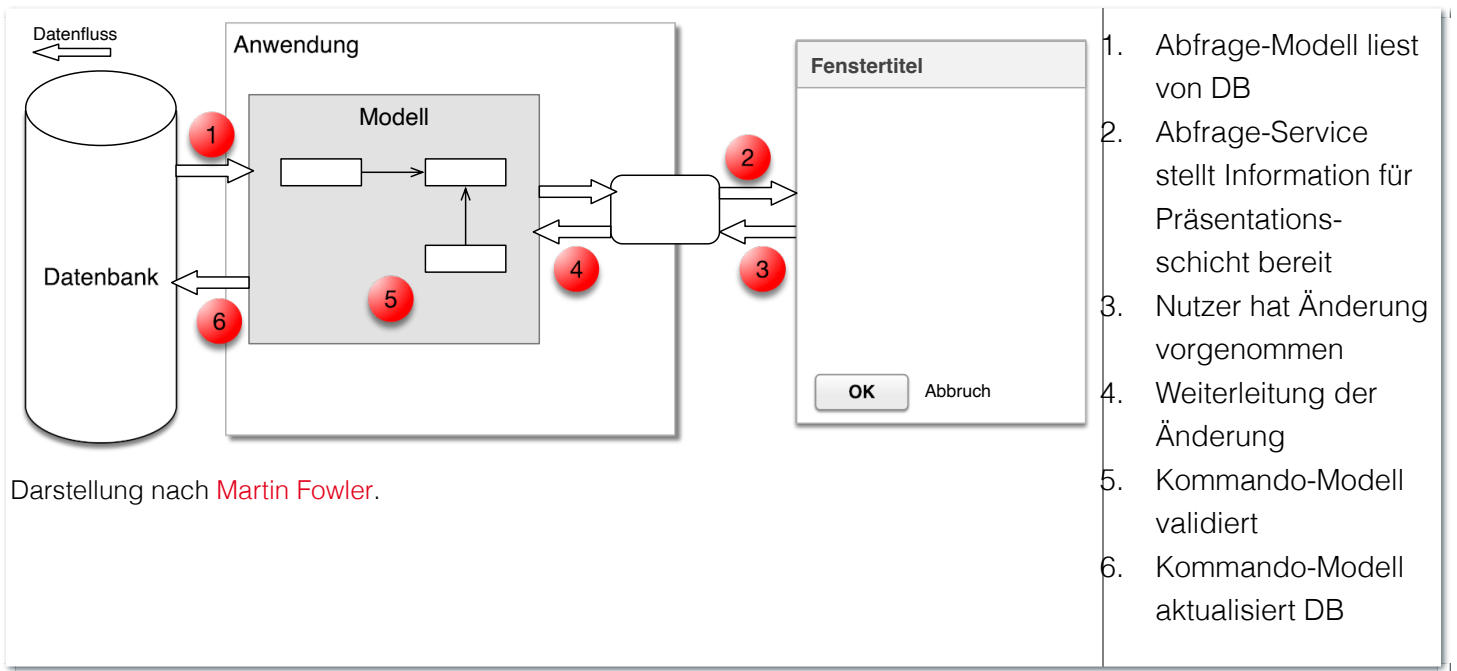 Datenfluss
Anwendung
Modell
Datenbank
1
2
3
4
5
6
Fenstertitel
OK Abbruch
Darstellung nach Martin Fowler.
1. Abfrage-Modell liest
von DB
2. Abfrage-Service
stellt Information für
Präsentations-
schicht bereit
3. Nutzer hat Änderung
vorgenommen
4. Weiterleitung der
Änderung
5. Kommando-Modell
validiert
6. Kommando-Modell
aktualisiert DB